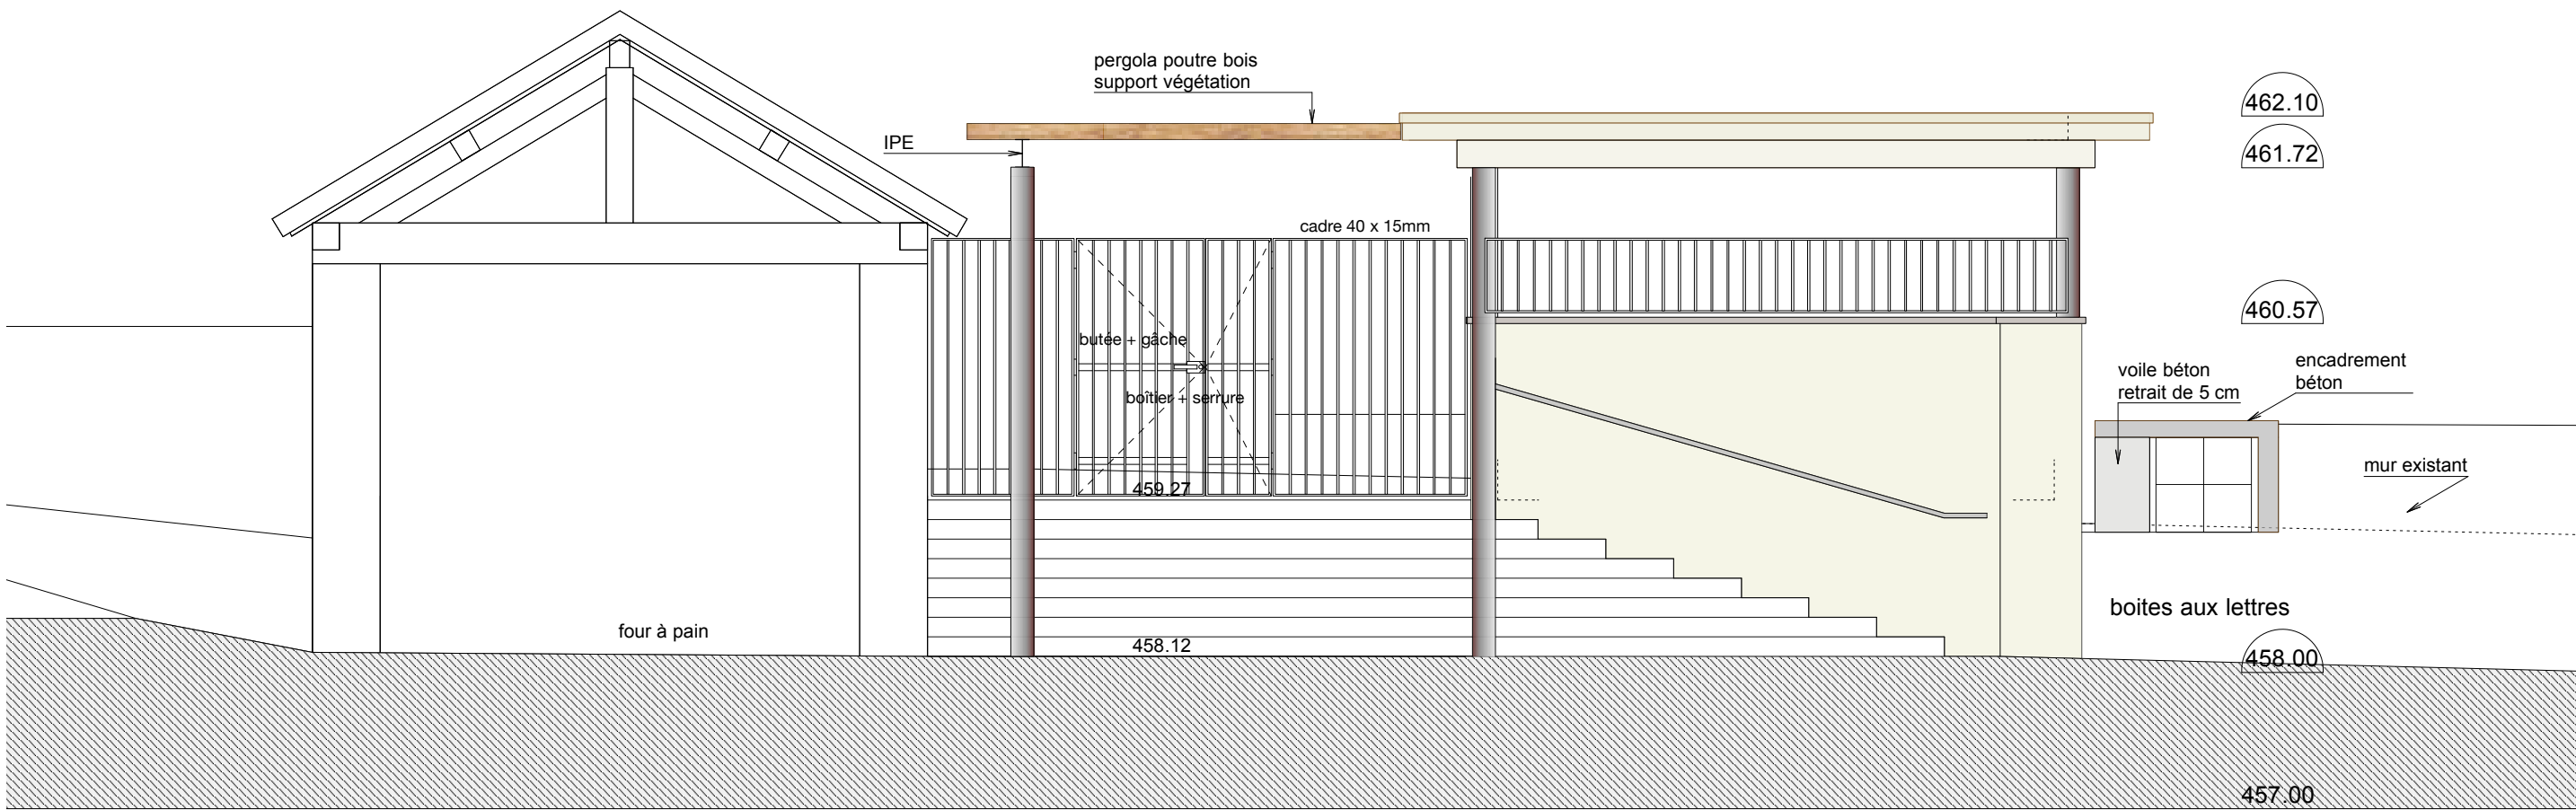 pergola poutre bois
support végétation
462.10
IPE
461.72
cadre 40 x 15mm
460.57
butée + gâche
encadrement
béton
voile béton
retrait de 5 cm
boîtier + serrure
mur existant
459.27
boites aux lettres
four à pain
458.12
458.00
457.00